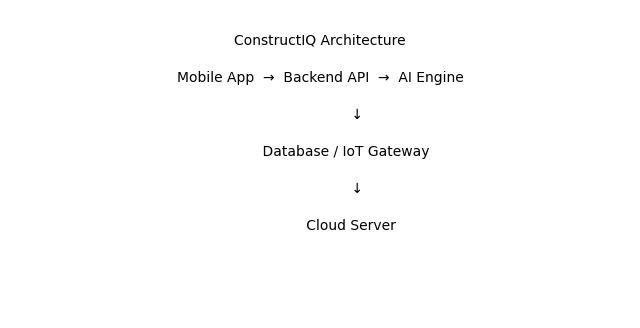 ConstructIQ Architecture
Mobile App → Backend API → AI Engine
↓
Database / IoT Gateway
↓
Cloud Server